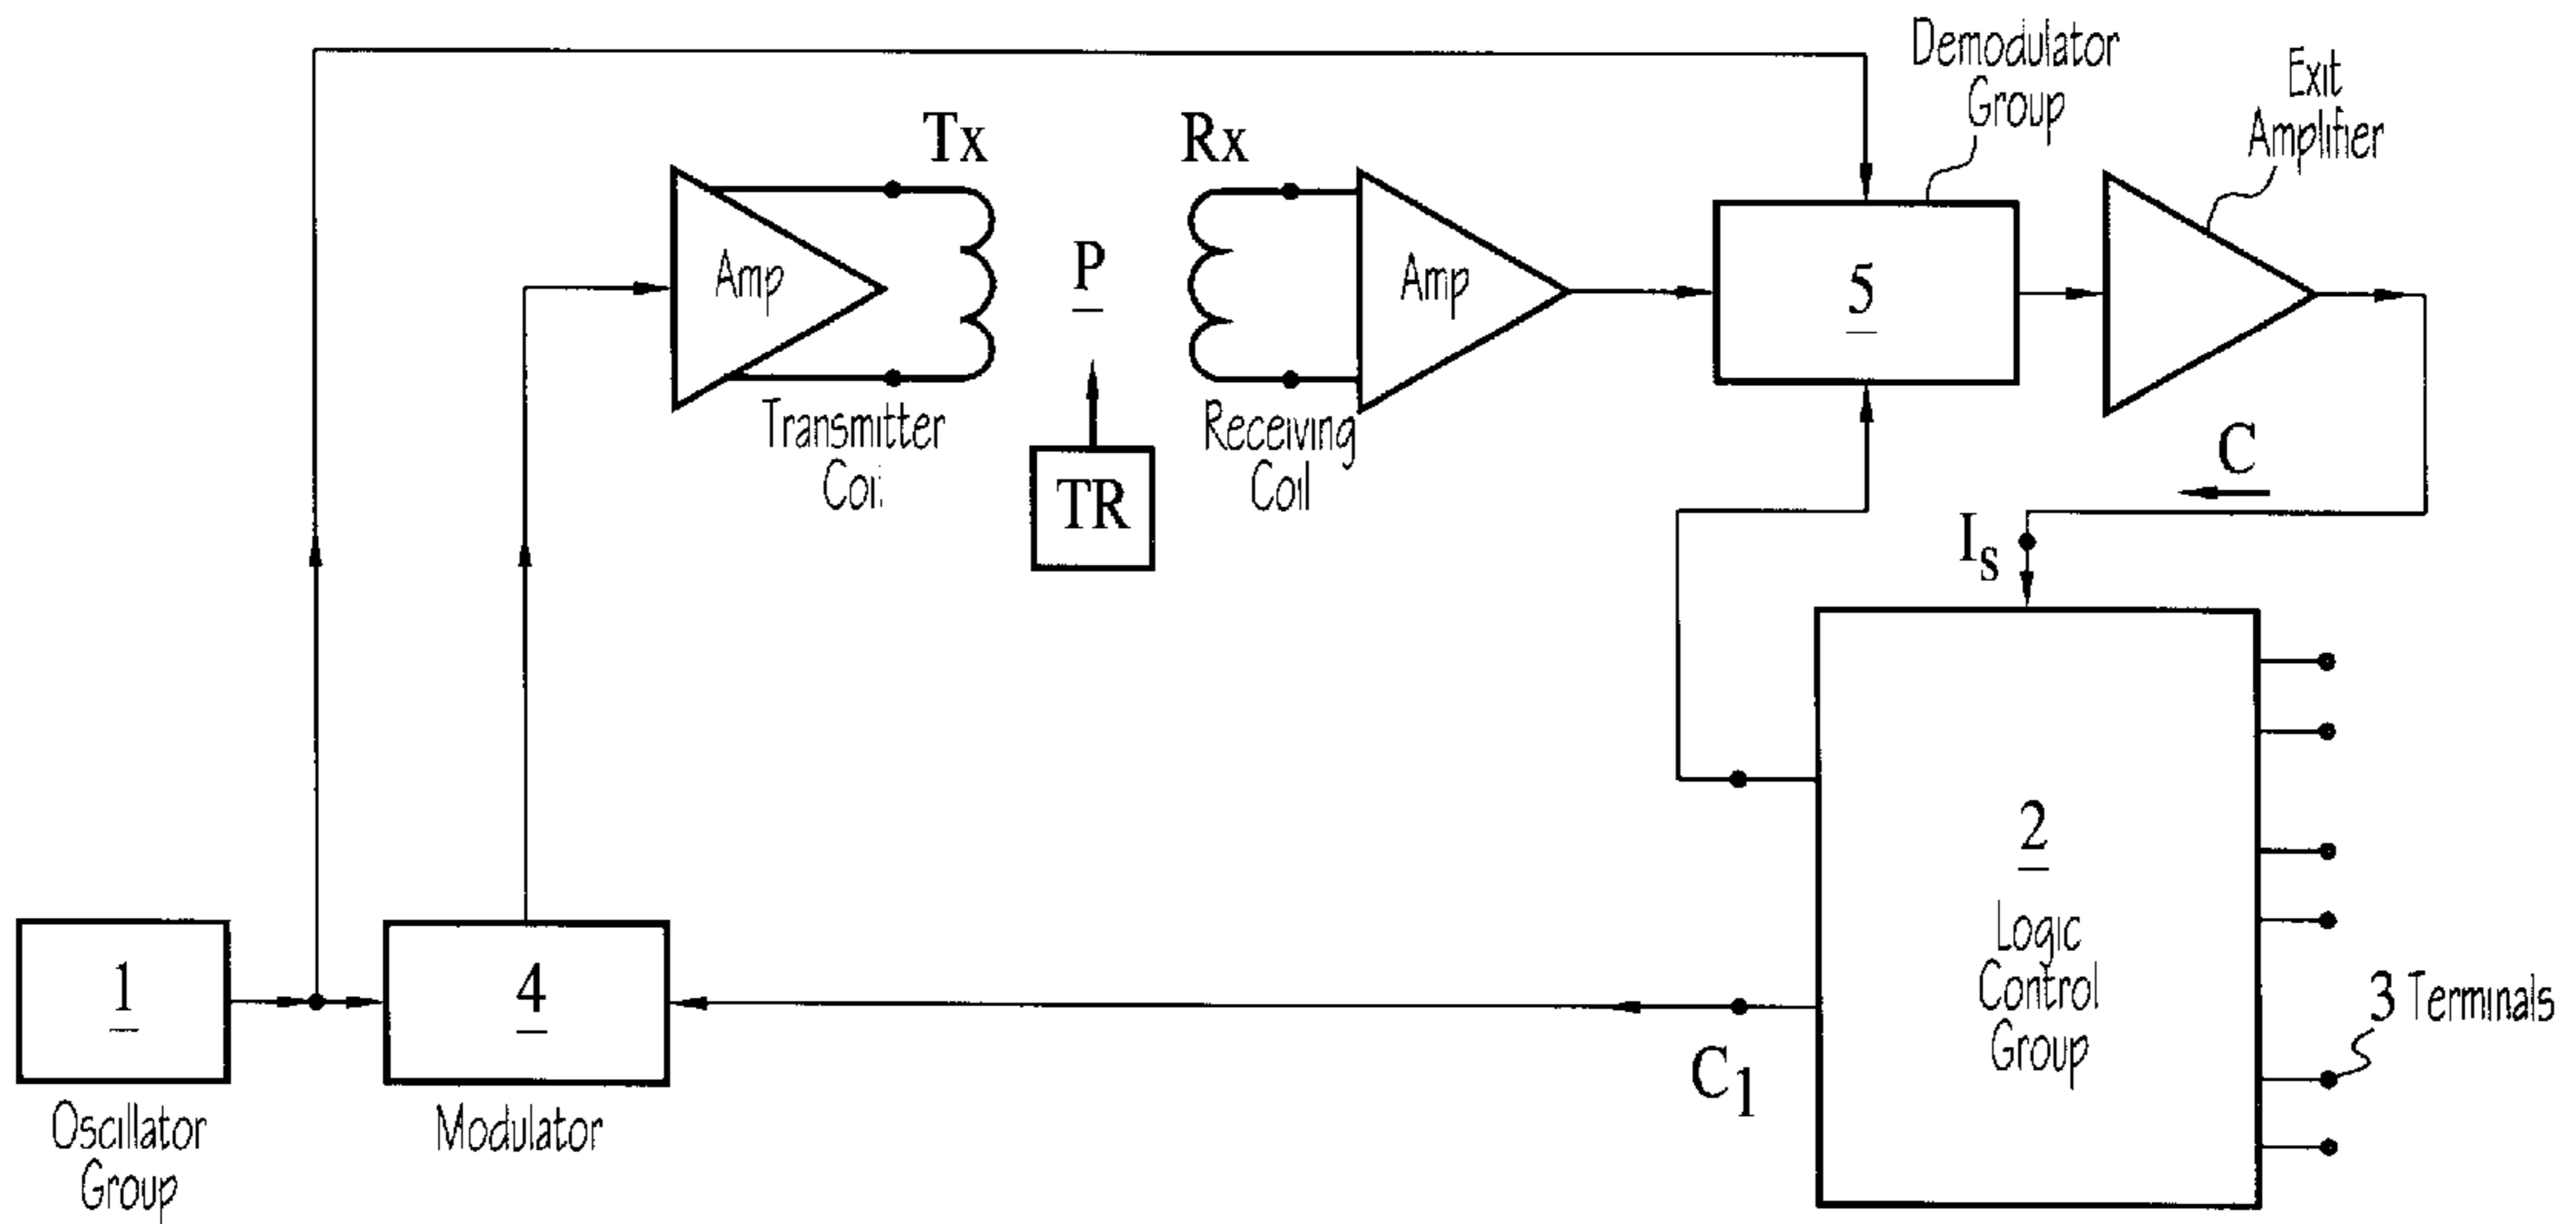 Demodulator
Group
Exit
Amplifier
Tx
Rx
Amp
P
Amp
5
Transmitter
Coil
TR
Receiving
Coil
C
Is
2
Logic
Control
Group
1
4
3 Terminals
C1
Oscillator
Group
Modulator